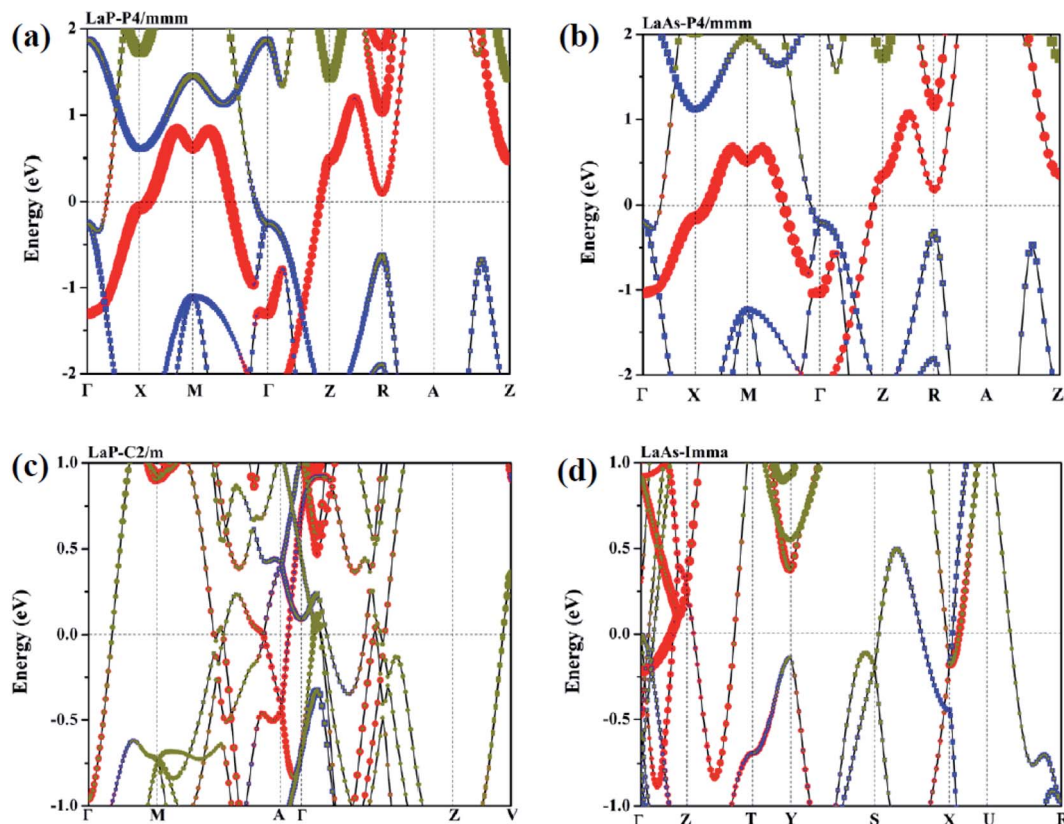 (a)
LaP-P4/mmm
Energy (eV)
2
1
0
-1
-2
Γ X M Γ Z R A Z
(b)
LaAs-P4/mmm
Energy (eV)
2
1
0
-1
-2
Γ X M Γ Z R A Z
(c)
LaP-C2/m
Energy (eV)
1.0
0.5
0.0
-0.5
-1.0
Γ M A Γ Z V
(d)
LaAs-Imma
Energy (eV)
1.0
0.5
0.0
-0.5
-1.0
Γ Z T Y S X U